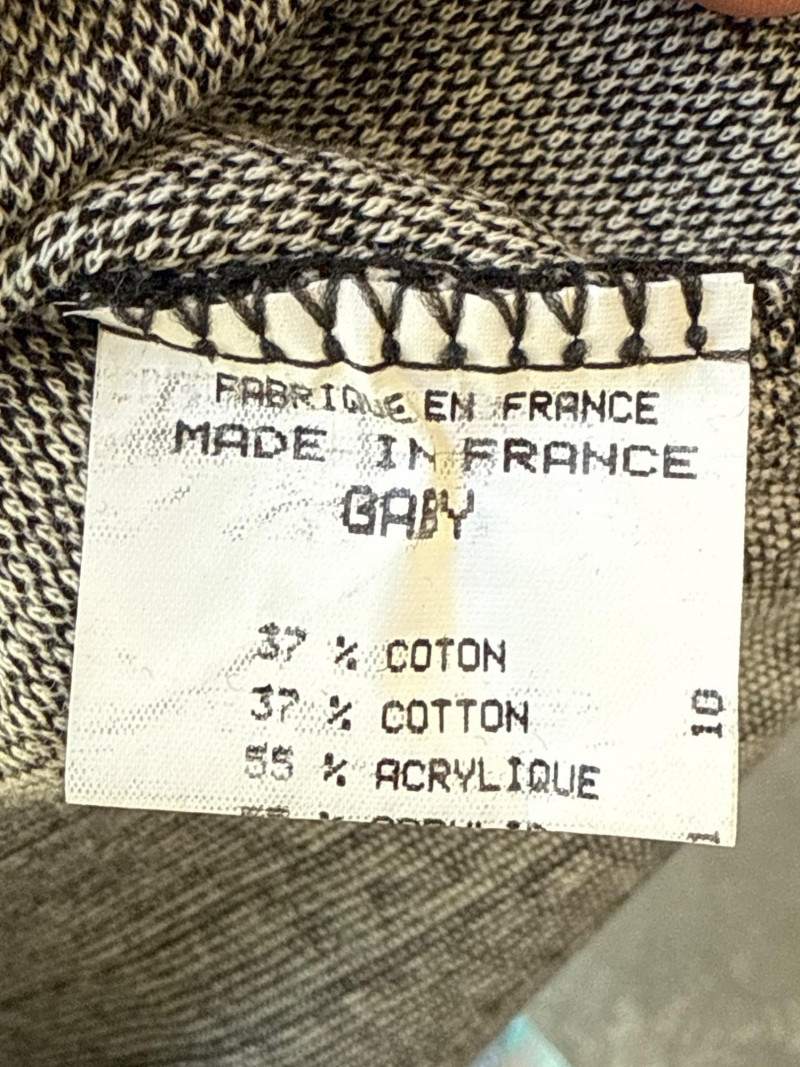 FABRIQUE EN FRANCE
MADE IN FRANCE
GABY
37 % COTON
37 % COTTON
55 % ACRYLIQUE
10